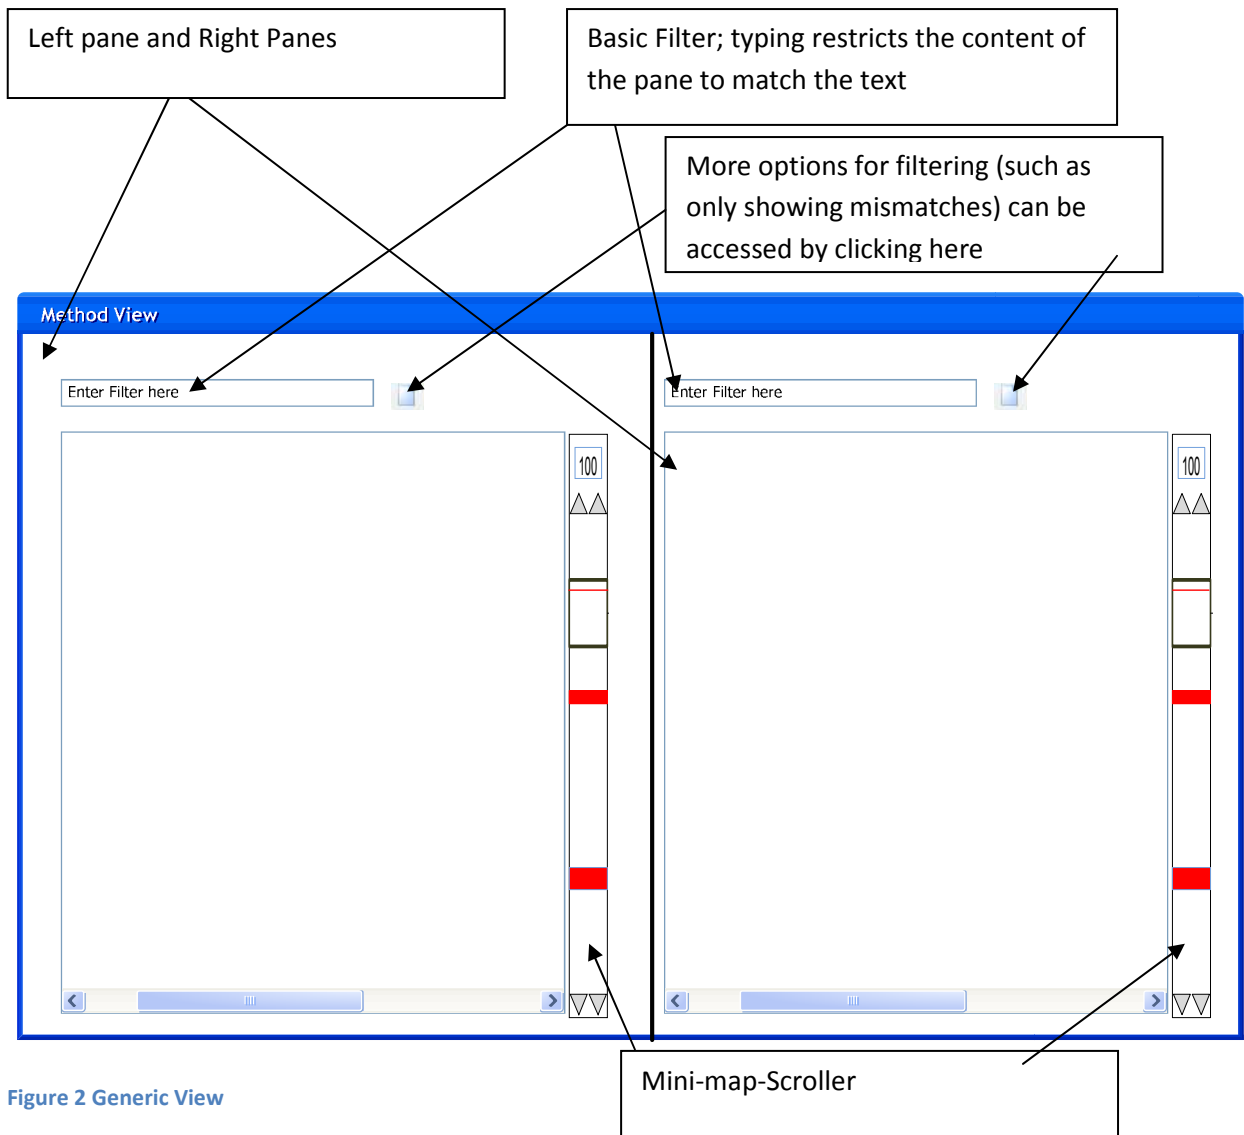 Left pane and Right Panes
Basic Filter; typing restricts the content of
the pane to match the text
More options for filtering (such as
only showing mismatches) can be
accessed by clicking here
Method View
Enter Filter here
Enter Filter here
100
100
Mini-map-Scroller
Figure 2 Generic View